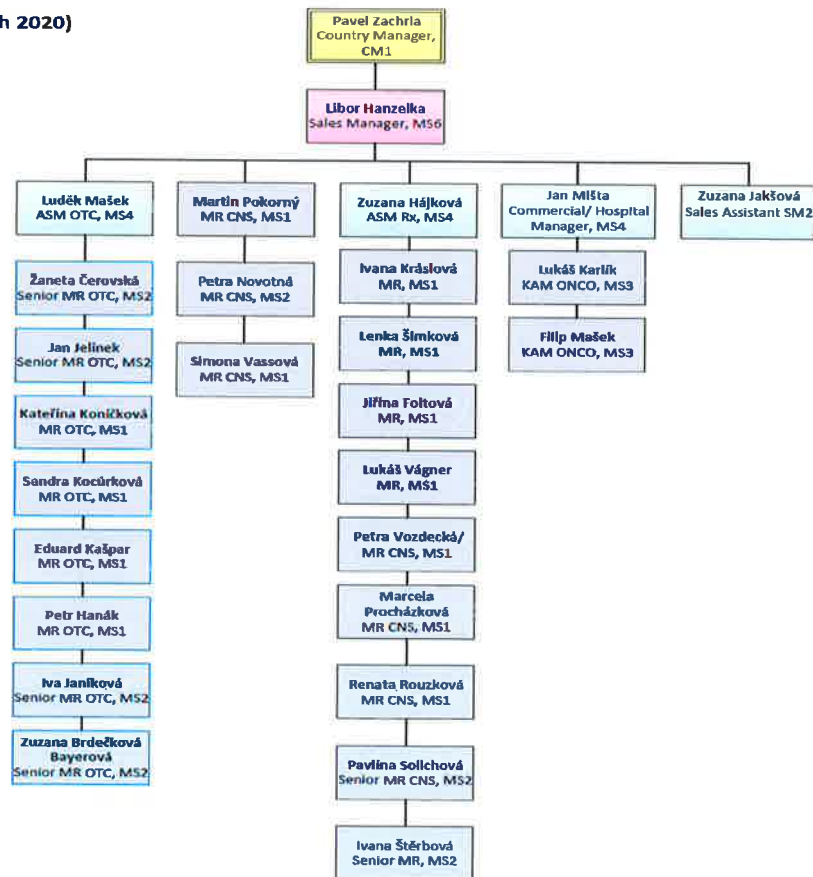 h 2020)
Pavel Zachrla
Country Manager,
CM1
Libor Hanzelka
Sales Manager, MS6
Luděk Mašek
ASM OTC, MS4
Žaneta Čerovská
Senior MR OTC, MS2
Jan Jelínek
Senior MR OTC, MS2
Kateřina Koníčková
MR OTC, MS1
Sandra Kocůrková
MR OTC, MS1
Eduard Kašpar
MR OTC, MS1
Petr Hanák
MR OTC, MS1
Iva Janíková
Senior MR OTC, MS2
Zuzana Brdečková
Bayerová
Senior MR OTC, MS2
Martin Pokorný
MR CNS, MS1
Petra Novotná
MR CNS, MS2
Simona Vassová
MR CNS, MS1
Zuzana Hájková
ASM Rx, MS4
Ivana Kráslová
MR, MS1
Lenka Šimková
MR, MS1
Jiřina Foltová
MR, MS1
Lukáš Vágner
MR, MS1
Petra Vozdecká/
MR CNS, MS1
Marcela
Procházková
MR CNS, MS1
Renata Rouzková
MR CNS, MS1
Pavlína Solichová
Senior MR CNS, MS2
Ivana Štěrbová
Senior MR, MS2
Jan Mišta
Commercial/ Hospital
Manager, MS4
Lukáš Karlík
KAM ONCO, MS3
Filip Mašek
KAM ONCO, MS3
Zuzana Jakšová
Sales Assistant SM2